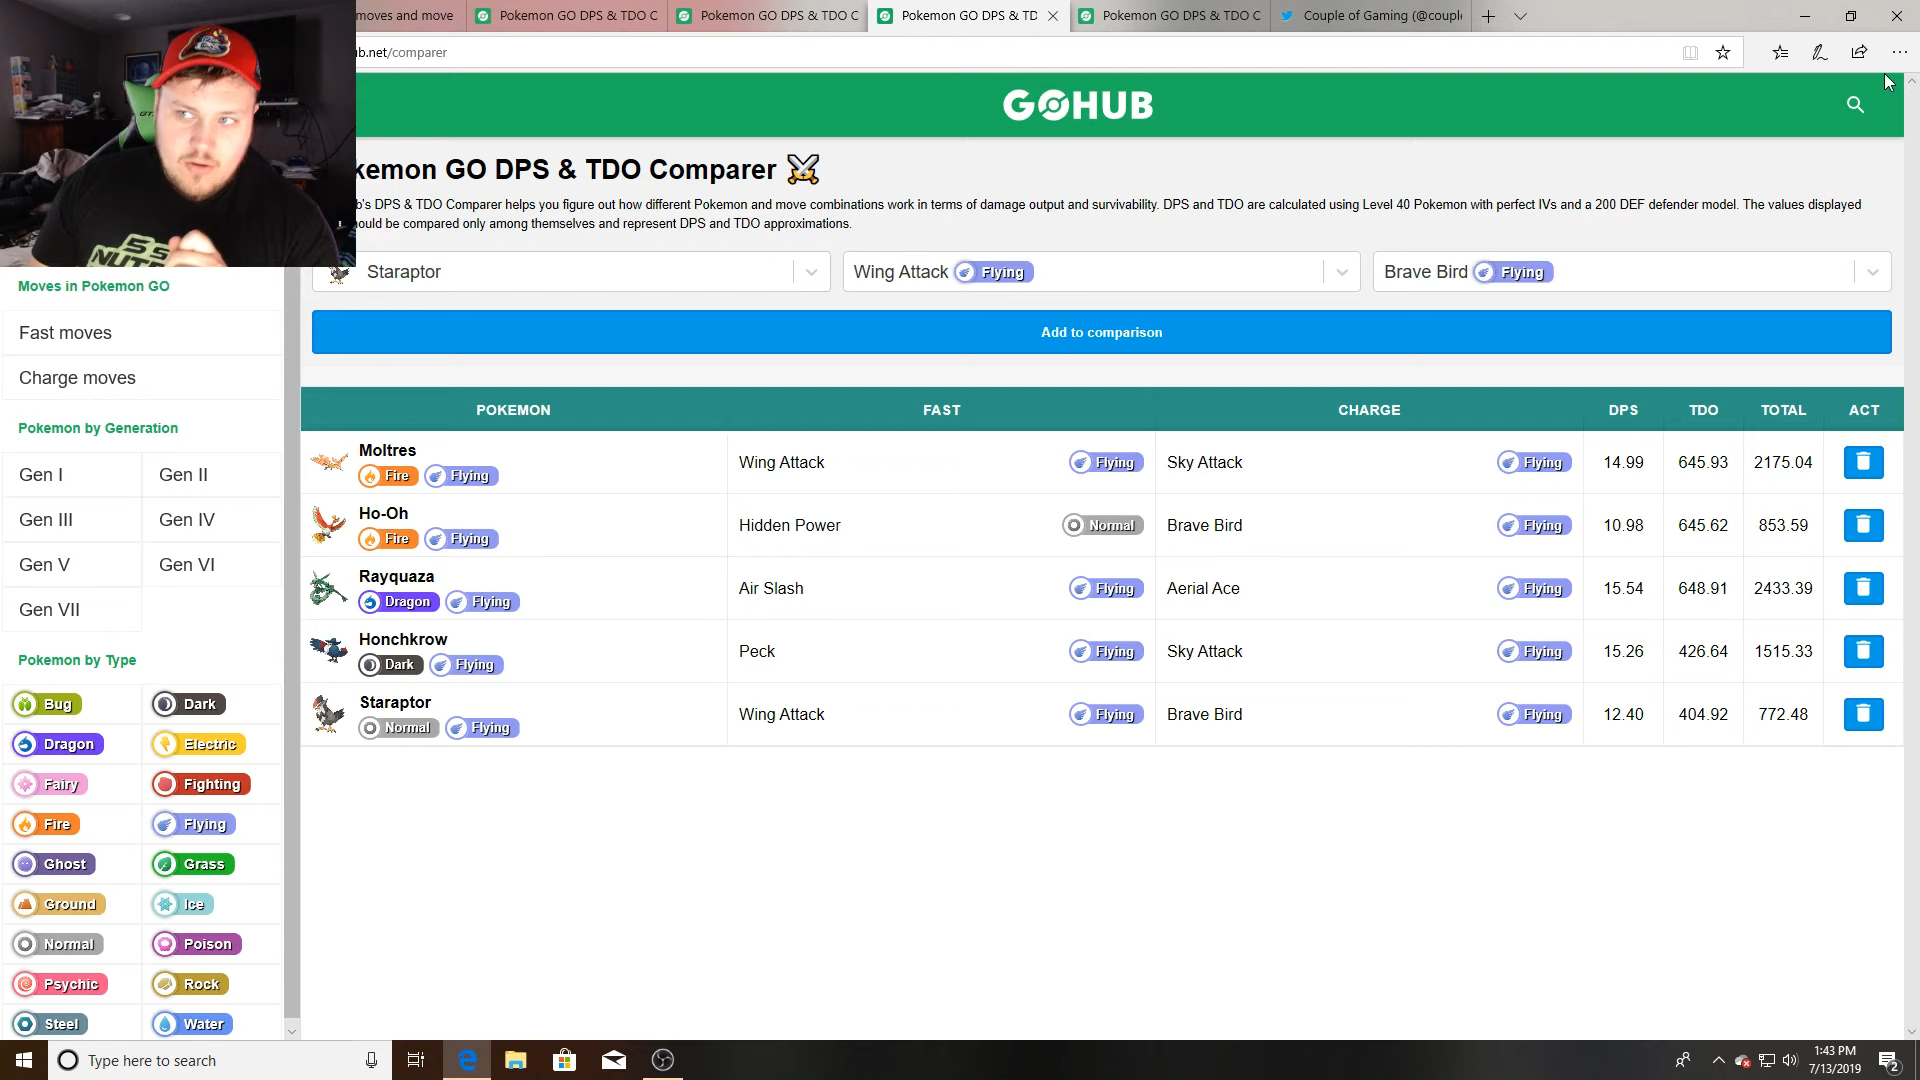 moves and move
Pokemon GO DPS & TDO C
Pokemon GO DPS & TDO C
Pokemon GO DPS & TD
Pokemon GO DPS & TDO C
Couple of Gaming (@coupl
b.net/comparer
GOHUB
kemon GO DPS & TDO Comparer
b's DPS & TDO Comparer helps you figure out how different Pokemon and move combinations work in terms of damage output and survivability. DPS and TDO are calculated using Level 40 Pokemon with perfect IVs and a 200 DEF defender model. The values displayed
ould be compared only among themselves and represent DPS and TDO approximations.
Staraptor
Wing Attack Flying
Brave Bird Flying
Add to comparison
Moves in Pokemon GO
Fast moves
Charge moves
Pokemon by Generation
Gen I Gen II
Gen III Gen IV
Gen V Gen VI
Gen VII
Pokemon by Type
Bug Dark
Dragon Electric
Fairy Fighting
Fire Flying
Ghost Grass
Ground Ice
Normal Poison
Psychic Rock
Steel Water
POKEMON FAST CHARGE DPS TDO TOTAL ACT
Moltres
Fire Flying
Wing Attack Flying Sky Attack Flying 14.99 645.93 2175.04
Ho-Oh
Fire Flying
Hidden Power Normal Brave Bird Flying 10.98 645.62 853.59
Rayquaza
Dragon Flying
Air Slash Flying Aerial Ace Flying 15.54 648.91 2433.39
Honchkrow
Dark Flying
Peck Flying Sky Attack Flying 15.26 426.64 1515.33
Staraptor
Normal Flying
Wing Attack Flying Brave Bird Flying 12.40 404.92 772.48
Type here to search
1:43 PM
7/13/2019
2